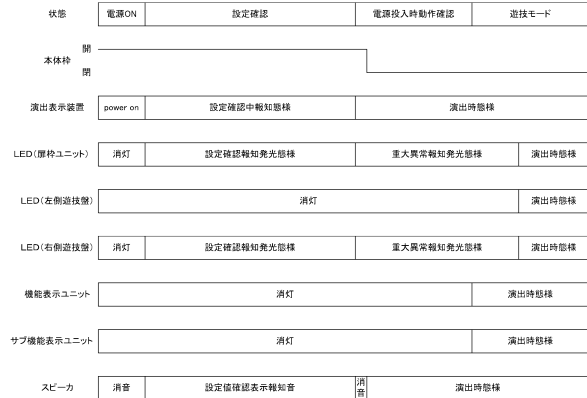 状態 電源ON 設定確認 電源投入時動作確認 遊技モード
開
本体枠
閉
演出表示装置 power on 設定確認中報知態様 演出時態様
LED(扉枠ユニット) 消灯 設定確認報知発光態様 重大異常報知発光態様 演出時態様
LED(左側遊技盤) 消灯 演出時態様
LED(右側遊技盤) 消灯 設定確認報知発光態様 重大異常報知発光態様 演出時態様
機能表示ユニット 消灯 演出時態様
サブ機能表示ユニット 消灯 演出時態様
スピーカ 消音 設定値確認表示報知音 消音 演出時態様